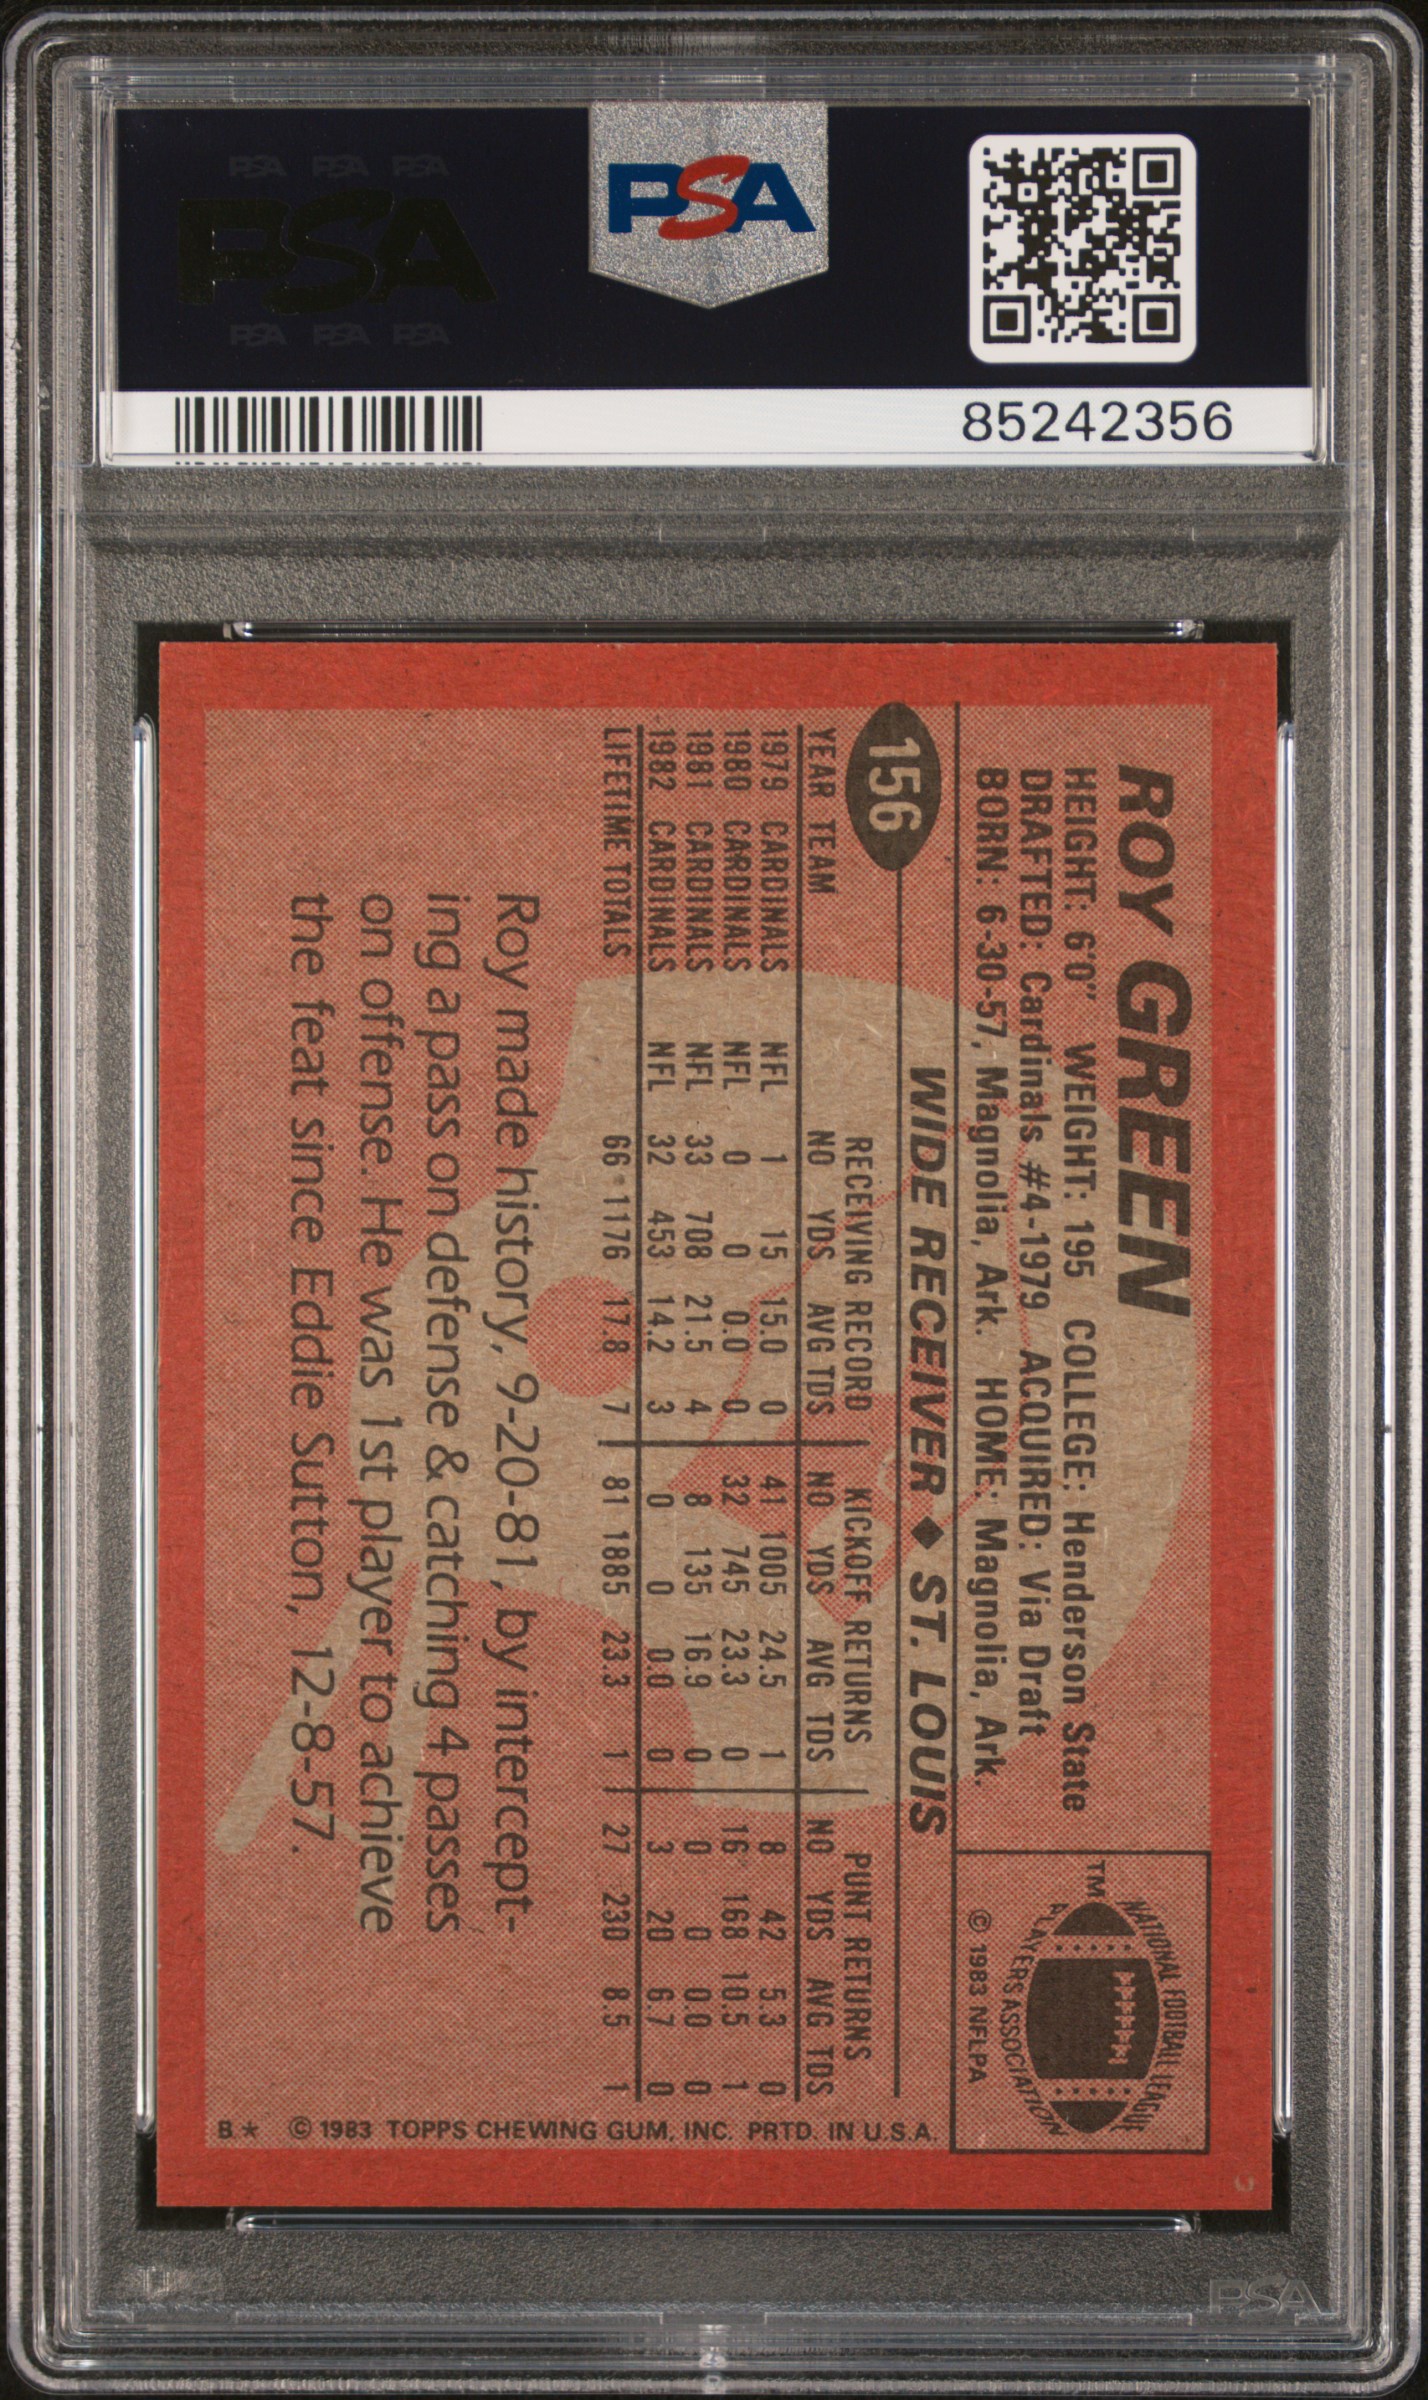 PSA PSA PSA
PSA
PSA PSA PSA
PSA
85242356
ROY GREEN
HEIGHT: 6'0" WEIGHT: 195 COLLEGE: Henderson State
DRAFTED: Cardinals #4-1979 ACQUIRED: Via Draft
BORN: 6-30-57, Magnolia, Ark. HOME: Magnolia, Ark.
TM NATIONAL FOOTBALL LEAGUE
PLAYERS ASSOCIATION
© 1983 NFLPA
156 WIDE RECEIVER ♦ ST. LOUIS
RECEIVING RECORD KICKOFF RETURNS PUNT RETURNS
YEAR TEAM NO YDS AVG TDS NO YDS AVG TDS NO YDS AVG TDS
1979 CARDINALS NFL 1 15 15.0 0 41 1005 24.5 1 8 42 5.3 0
1980 CARDINALS NFL 0 0 0.0 0 32 745 23.3 0 16 168 10.5 1
1981 CARDINALS NFL 33 708 21.5 4 8 135 16.9 0 0 0 0.0 0
1982 CARDINALS NFL 32 453 14.2 3 0 0 0.0 0 3 20 6.7 0
LIFETIME TOTALS 66 1176 17.8 7 81 1885 23.3 1 27 230 8.5 1
Roy made history, 9-20-81, by intercept-
ing a pass on defense & catching 4 passes
on offense. He was 1st player to achieve
the feat since Eddie Sutton, 12-8-57.
B * © 1983 TOPPS CHEWING GUM, INC. PRTD. IN U.S.A.
PSA